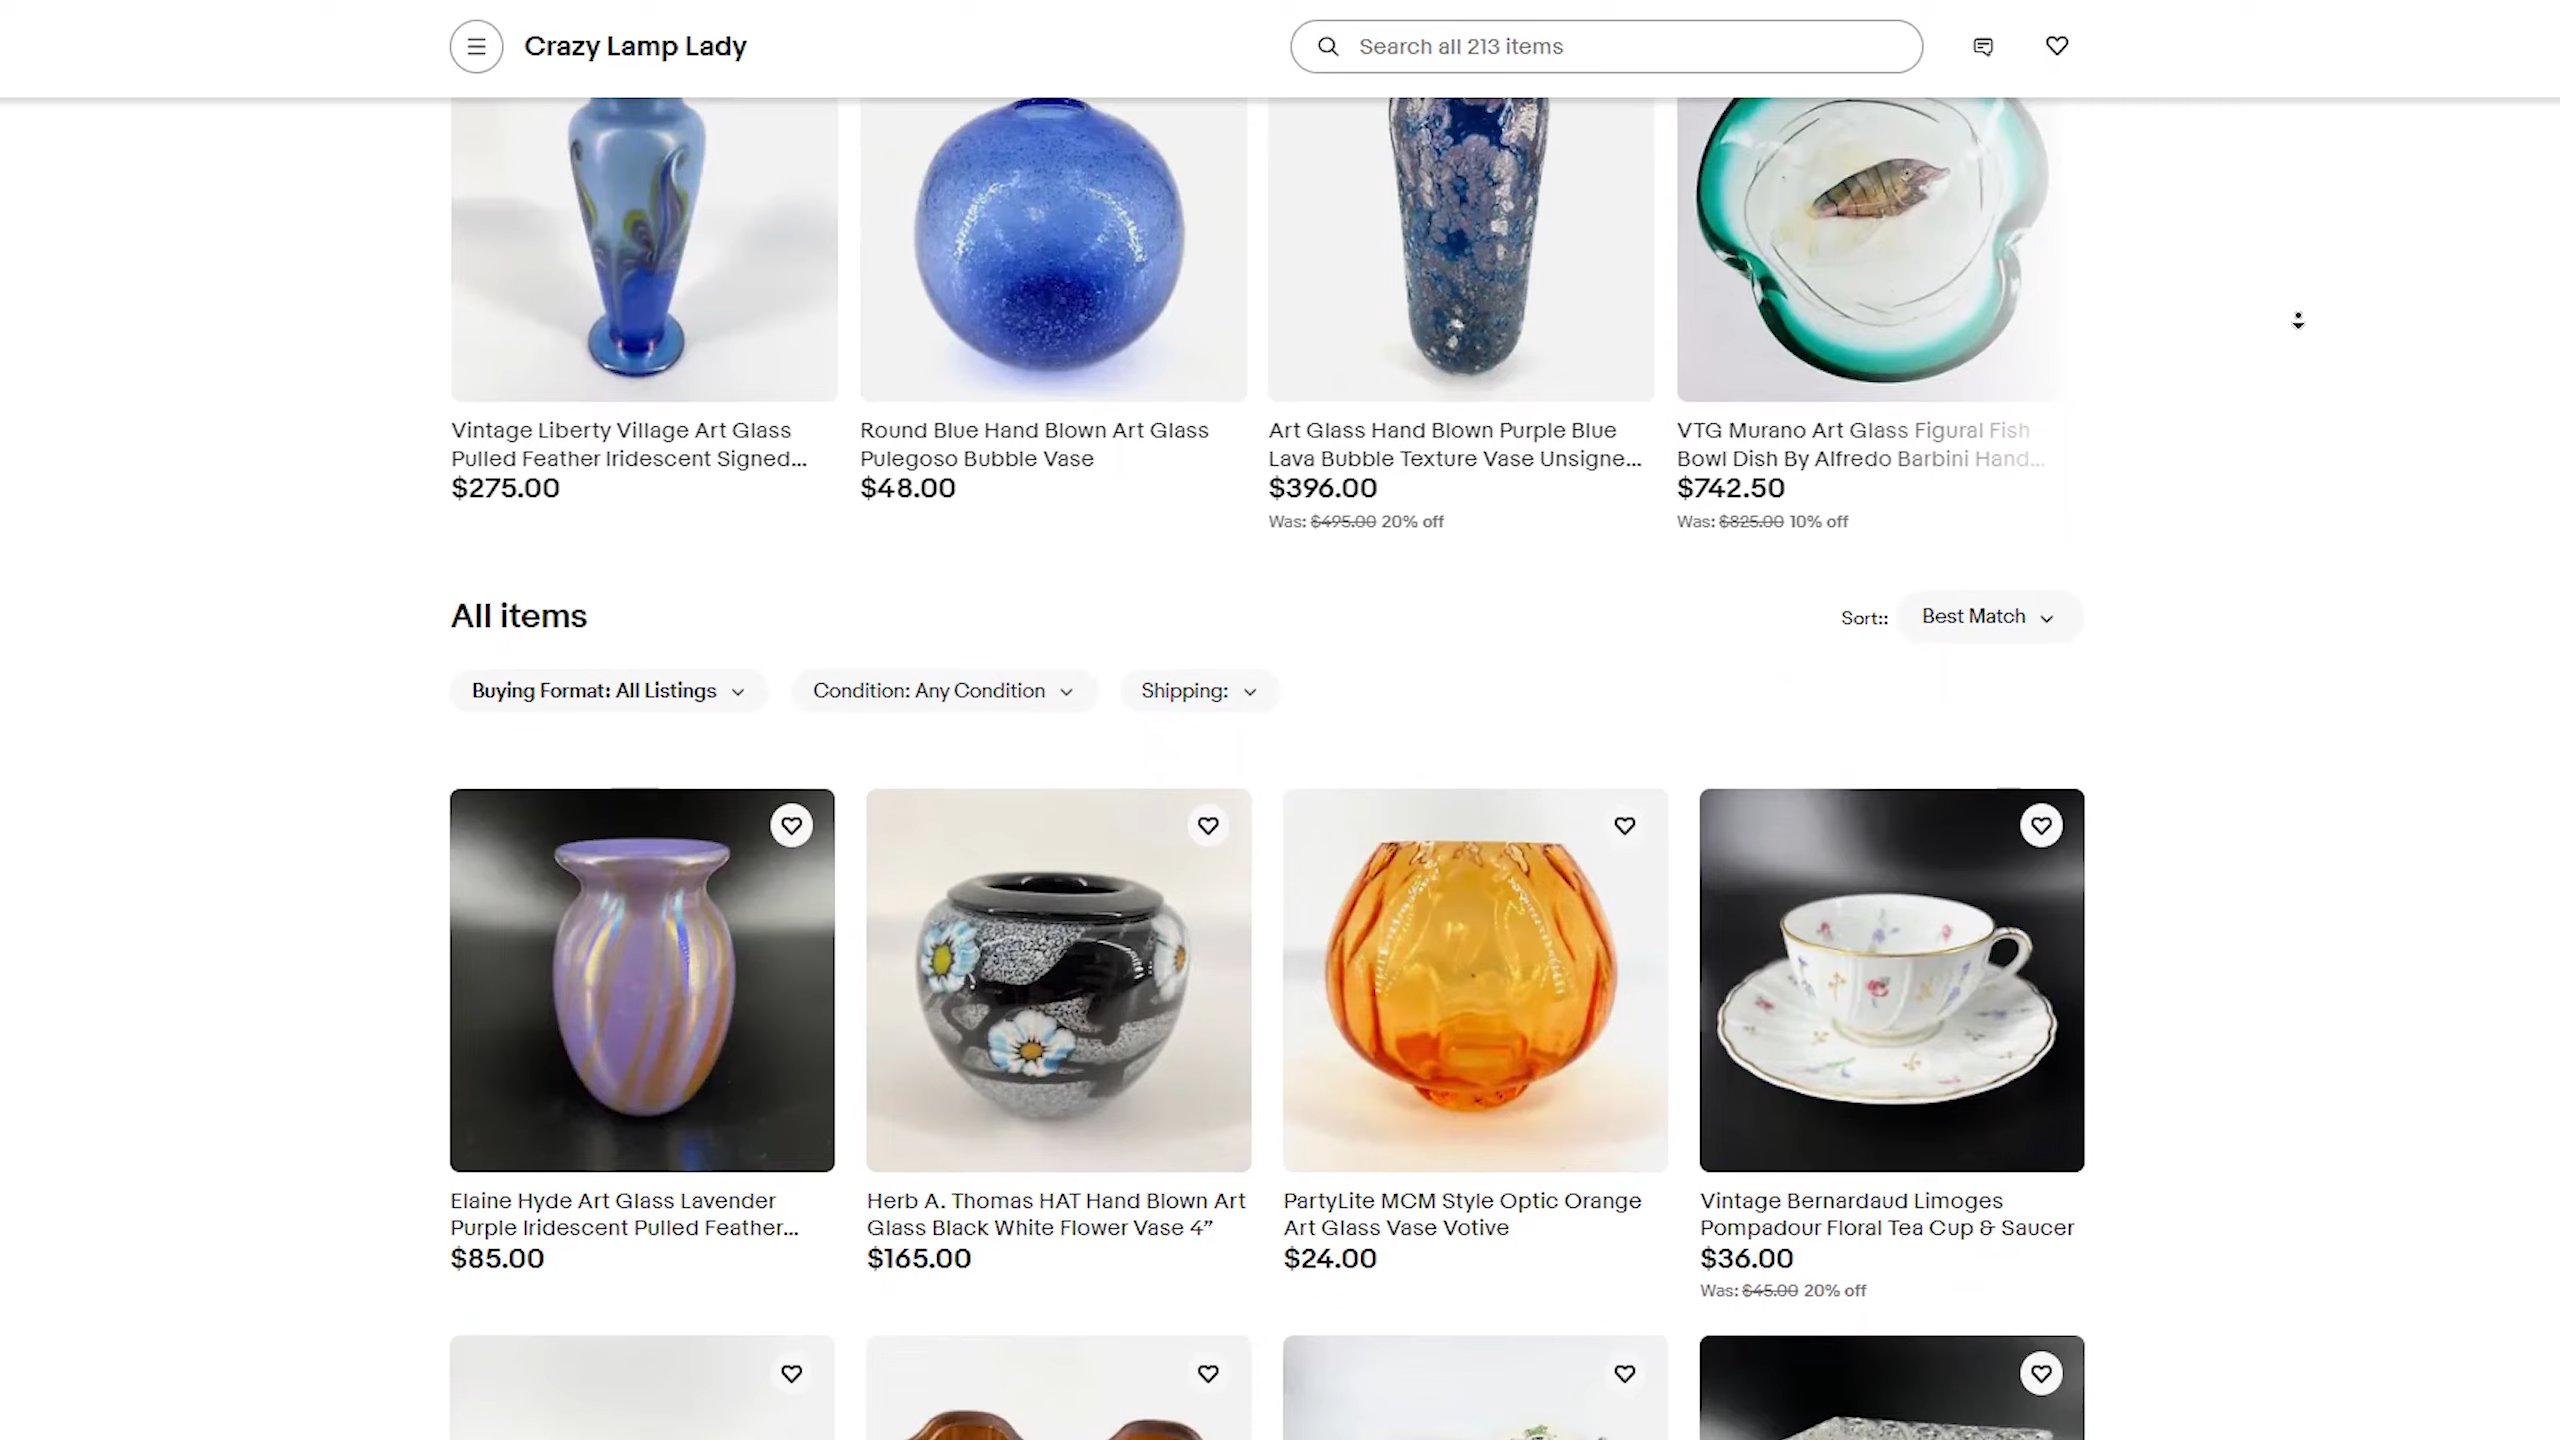 Crazy Lamp Lady
Search all 213 items
Vintage Liberty Village Art Glass
Pulled Feather Iridescent Signed...
$275.00
Round Blue Hand Blown Art Glass
Pulegoso Bubble Vase
$48.00
Art Glass Hand Blown Purple Blue
Lava Bubble Texture Vase Unsigne...
$396.00
Was: $495.00 20% off
VTG Murano Art Glass Figural Fish
Bowl Dish By Alfredo Barbini Hand...
$742.50
Was: $825.00 10% off
All items
Sort:: Best Match
Buying Format: All Listings
Condition: Any Condition
Shipping:
Elaine Hyde Art Glass Lavender
Purple Iridescent Pulled Feather...
$85.00
Herb A. Thomas HAT Hand Blown Art
Glass Black White Flower Vase 4”
$165.00
PartyLite MCM Style Optic Orange
Art Glass Vase Votive
$24.00
Vintage Bernardaud Limoges
Pompadour Floral Tea Cup & Saucer
$36.00
Was: $45.00 20% off